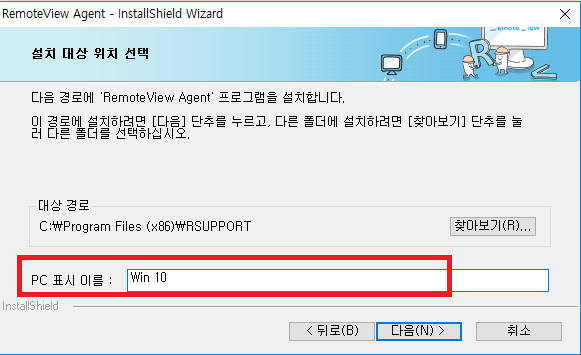 RemoteView Agent - InstallShield Wizard
설치 대상 위치 선택
다음 경로에 'RemoteView Agent' 프로그램을 설치합니다.
이 경로에 설치하려면 [다음] 단추를 누르고, 다른 폴더에 설치하려면 [찾아보기] 단추를 눌
러 다른 폴더를 선택하십시오.
대상 경로
C:₩Program Files (x86)₩RSUPPORT
찾아보기(R)...
PC 표시 이름 :
Win 10
InstallShield
< 뒤로(B)
다음(N) >
취소